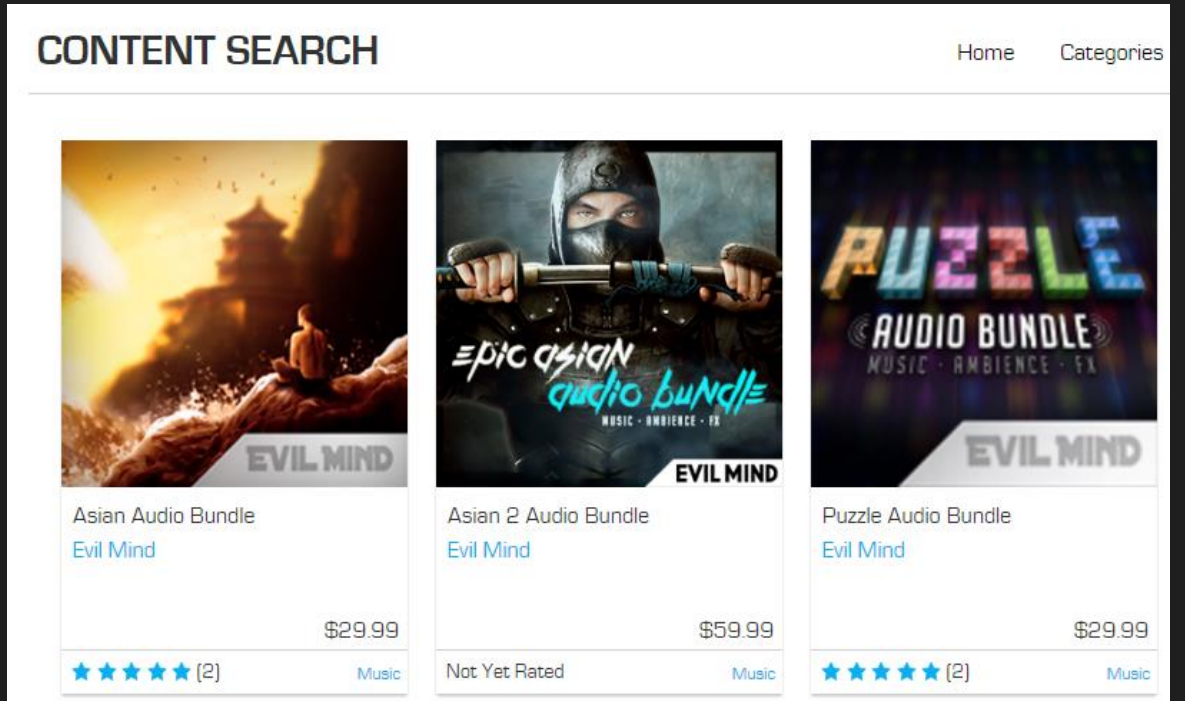 CONTENT SEARCH
Home Categories
EVIL MIND
EPIC ASIAN
AUDIO BUNDLE
MUSIC · AMBIENCE · FX
EVIL MIND
PUZZLE
AUDIO BUNDLE
MUSIC · AMBIENCE · FX
EVIL MIND
Asian Audio Bundle
Evil Mind
$29.99
(2) Music
Asian 2 Audio Bundle
Evil Mind
$59.99
Not Yet Rated Music
Puzzle Audio Bundle
Evil Mind
$29.99
(2) Music